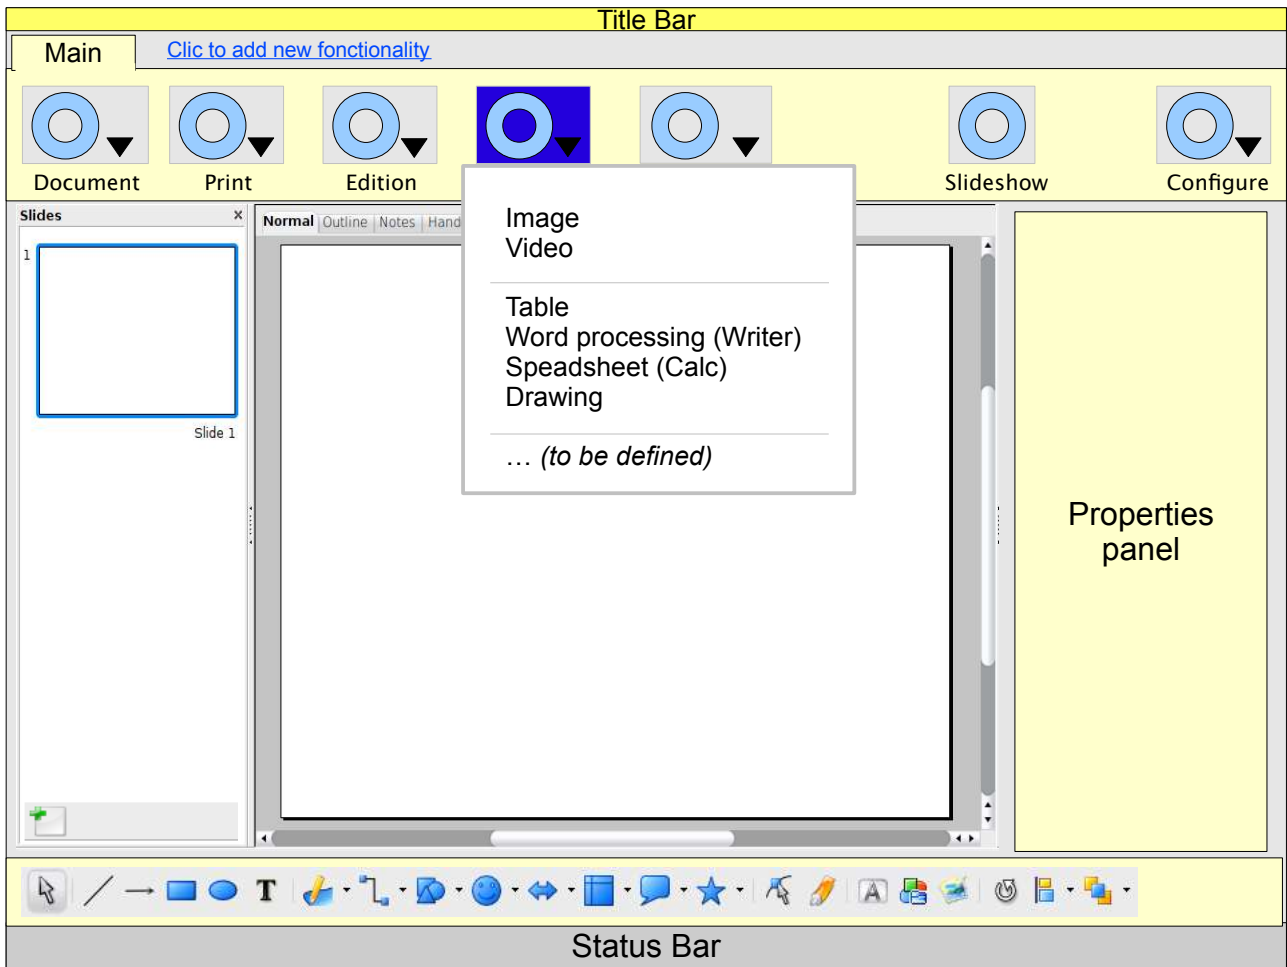 Title Bar
Main
Clic to add new fonctionality
Document
Print
Edition
Slideshow
Configure
Slides
x
Normal Outline Notes Hand
1
Slide 1
Image
Video
Table
Word processing (Writer)
Speadsheet (Calc)
Drawing
… (to be defined)
Properties
panel
T
A
Status Bar